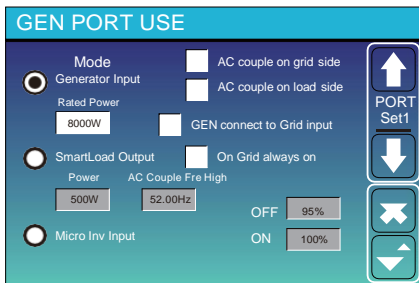 GEN PORT USE
Mode
AC couple on grid side
Generator Input
AC couple on load side
Rated Power
PORT
Set1
8000W
GEN connect to Grid input
SmartLoad Output
On Grid always on
Power
AC Couple Fre High
500W
52.00Hz
OFF
95%
Micro Inv Input
ON
100%